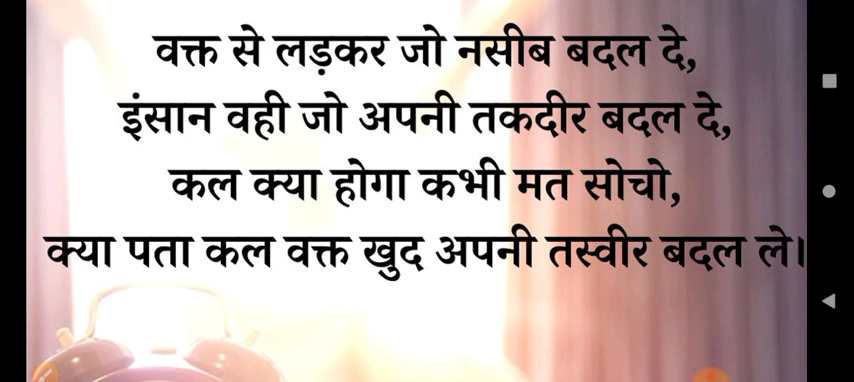 वक्त से लड़कर जो नसीब बदल दे,
इंसान वही जो अपनी तकदीर बदल दे,
कल क्या होगा कभी मत सोचो,
क्या पता कल वक्त खुद अपनी तस्वीर बदल ले।